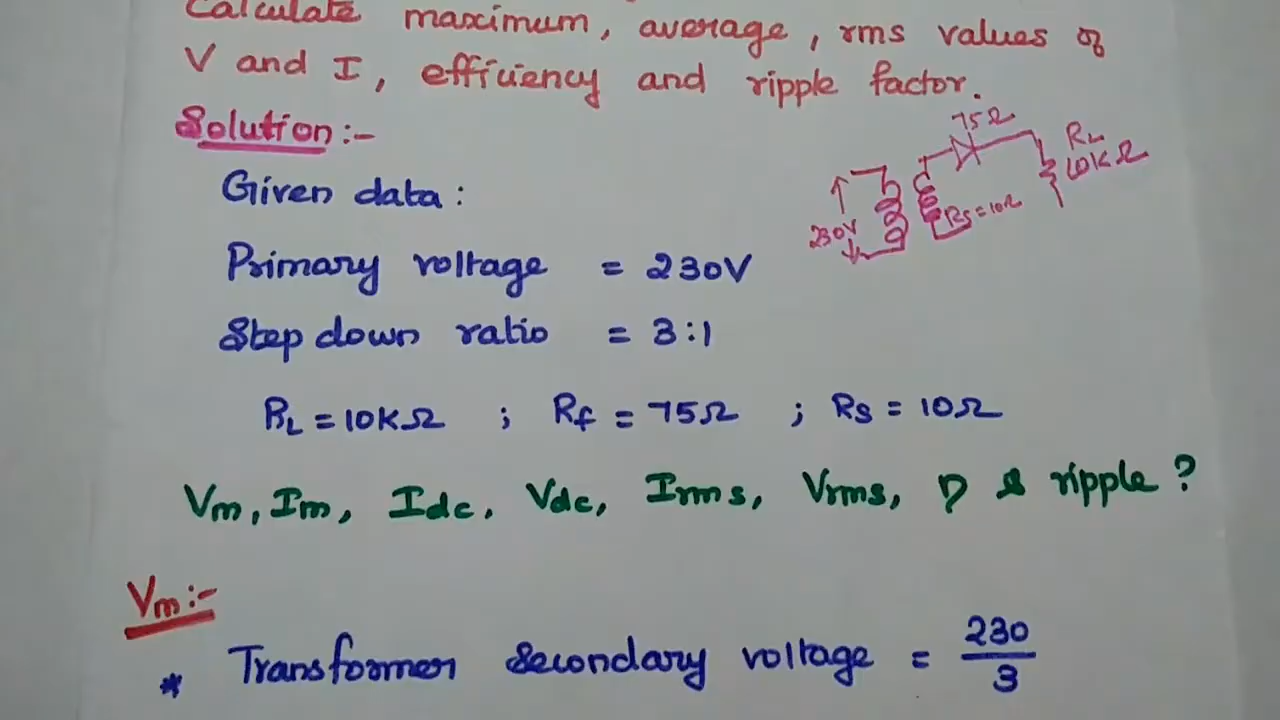 Calculate maximum, average, rms values of
V and I, efficiency and ripple factor.
Solution:-
75Ω
RL
10KΩ
230V
Rs=10Ω
Given data:
Primary voltage = 230V
Step down ratio = 3:1
RL = 10KΩ ; Rf = 75Ω ; RS = 10Ω
Vm, Im, Idc, Vdc, Irms, Vrms, η & ripple?
Vm:-
* Transformer Secondary voltage = 230/3